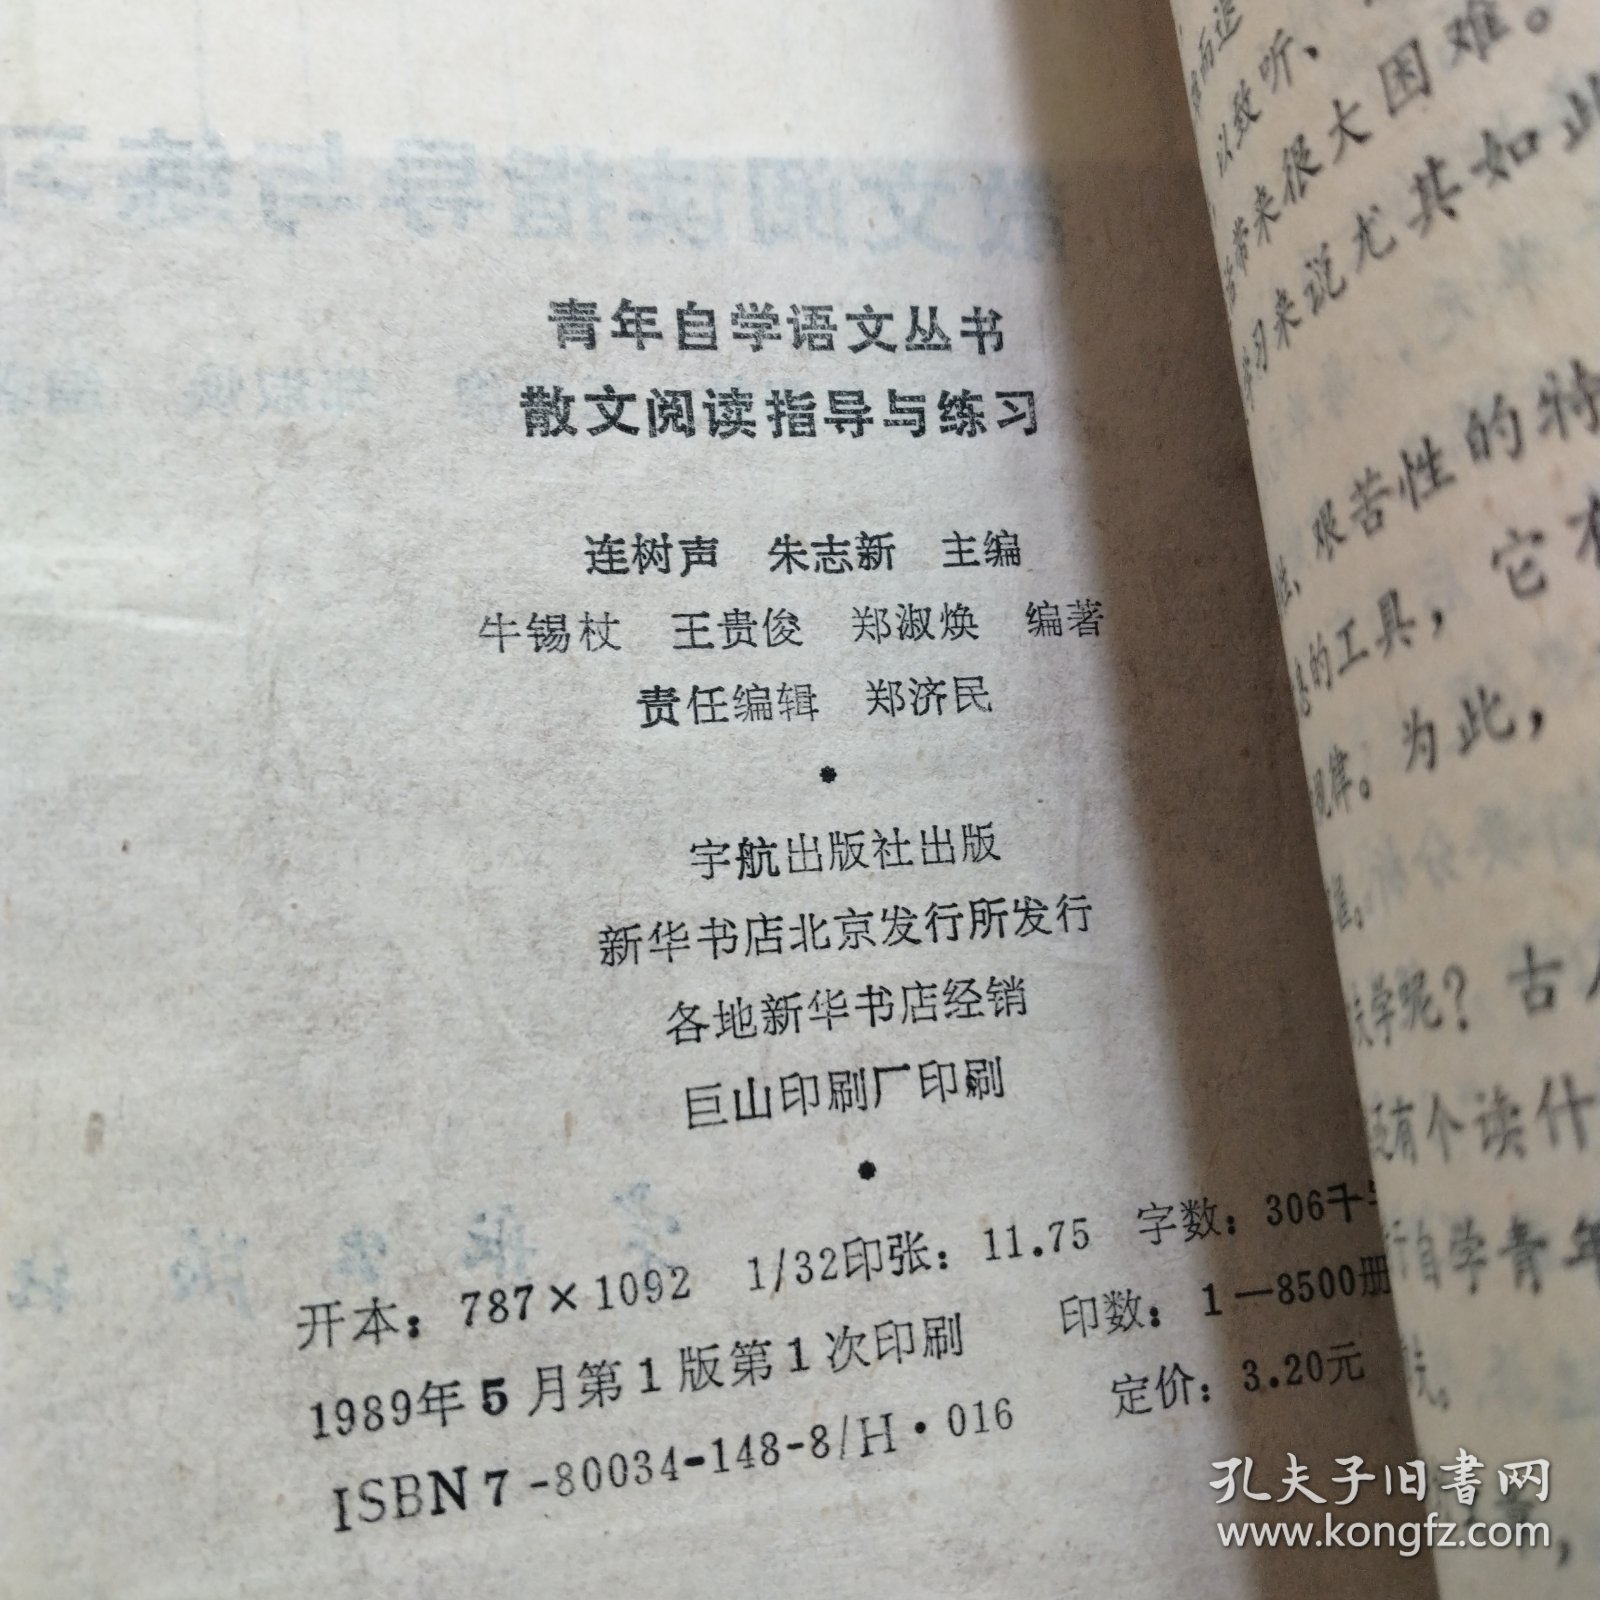 青年自学语文丛书
散文阅读指导与练习
连树声 朱志新 主编
牛锡杖 王贵俊 郑淑焕 编著
责任编辑 郑济民
宇航出版社出版
新华书店北京发行所发行
各地新华书店经销
巨山印刷厂印刷
开本：787×1092 1/32印张：11.75 字数：306千
1989年5月第1版第1次印刷 印数：1—8500册
ISBN7-80034-148-8/H·016 定价：3.20元
以致听、
常来很大困难。
习来说尤其如此
艰苦性的特
的工具，它有
规律。为此，
学呢？古
有个读什
自学青年
孔夫子旧书网
www.kongfz.com